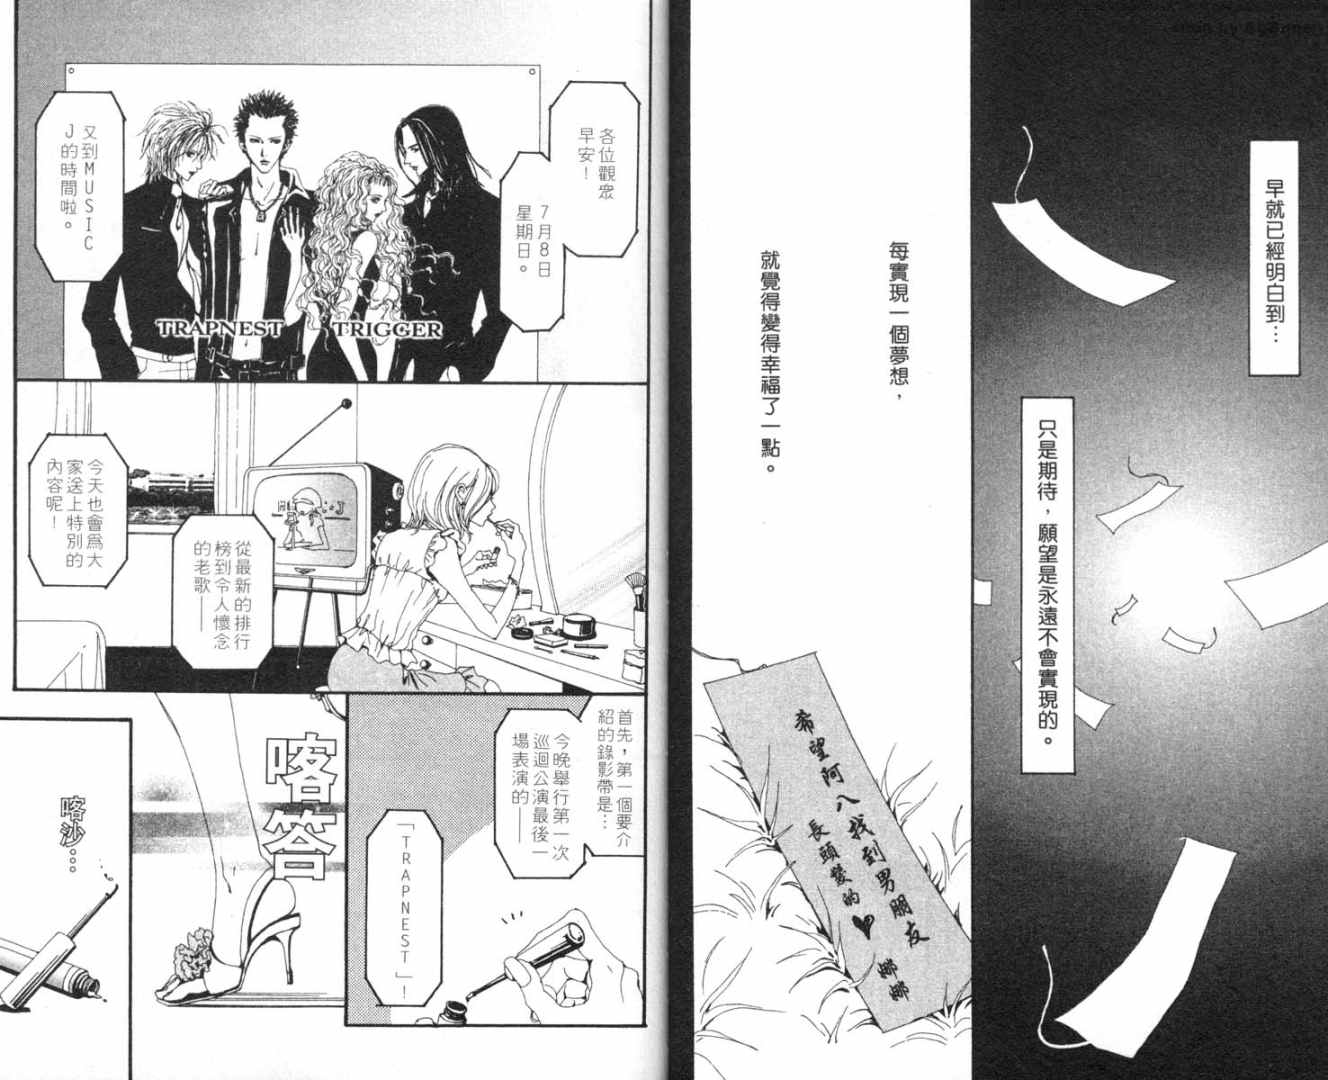 早就已經明白到…
只是期待，願望是永遠不會實現的。
每實現一個夢想，
就覺得變得幸福了一點。
希望阿八找到男朋友
長頭髮的♥
娜娜
各位觀眾
早安！
7月8日
星期日。
又到MUSIC
J的時間啦。
TRAPNEST TRIGGER
從最新的排行
榜到令人懷念
的老歌——
今天也會為大
家送上特別的
內容呢！
首先，第一個要介
紹的錄影帶是…
今晚舉行第一次
巡迴公演最後一
場表演的——
「TRAPNEST」！
喀答
喀沙…